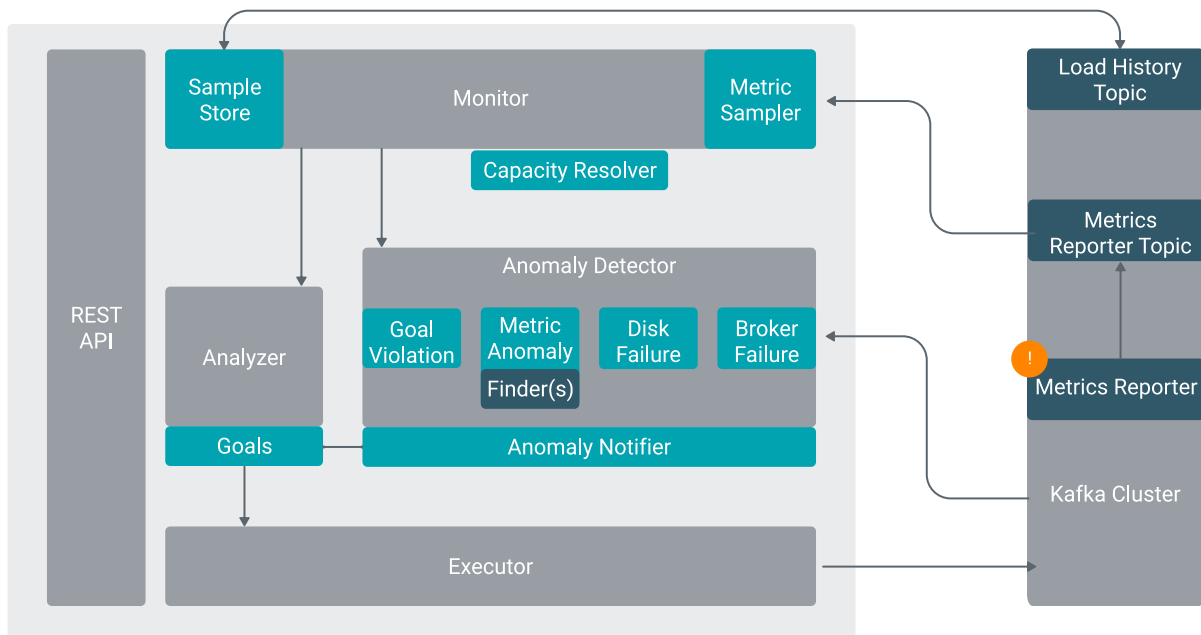 REST
API
Sample
Store
Monitor
Metric
Sampler
Capacity Resolver
Analyzer
Goals
Anomaly Detector
Goal
Violation
Metric
Anomaly
Finder(s)
Disk
Failure
Broker
Failure
Anomaly Notifier
Executor
Load History
Topic
Metrics
Reporter Topic
!
Metrics Reporter
Kafka Cluster